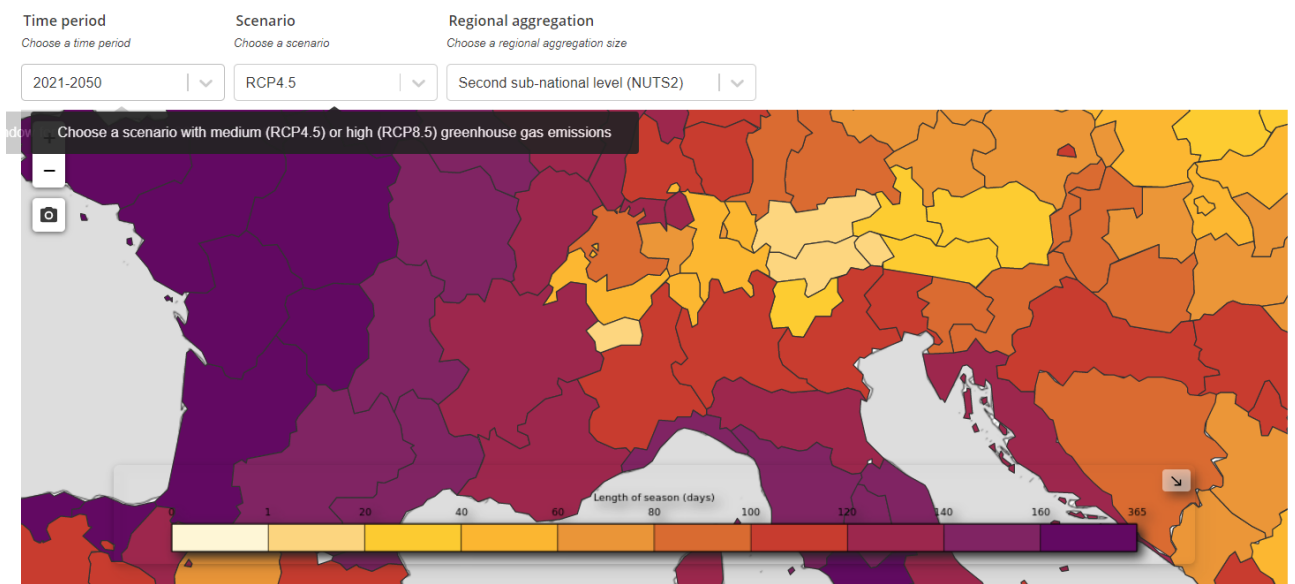 Time period
Scenario
Regional aggregation
Choose a time period
Choose a scenario
Choose a regional aggregation size
2021-2050
RCP4.5
Second sub-national level (NUTS2)
+
Choose a scenario with medium (RCP4.5) or high (RCP8.5) greenhouse gas emissions
−
Length of season (days)
0 1 20 40 60 80 100 120 140 160 365